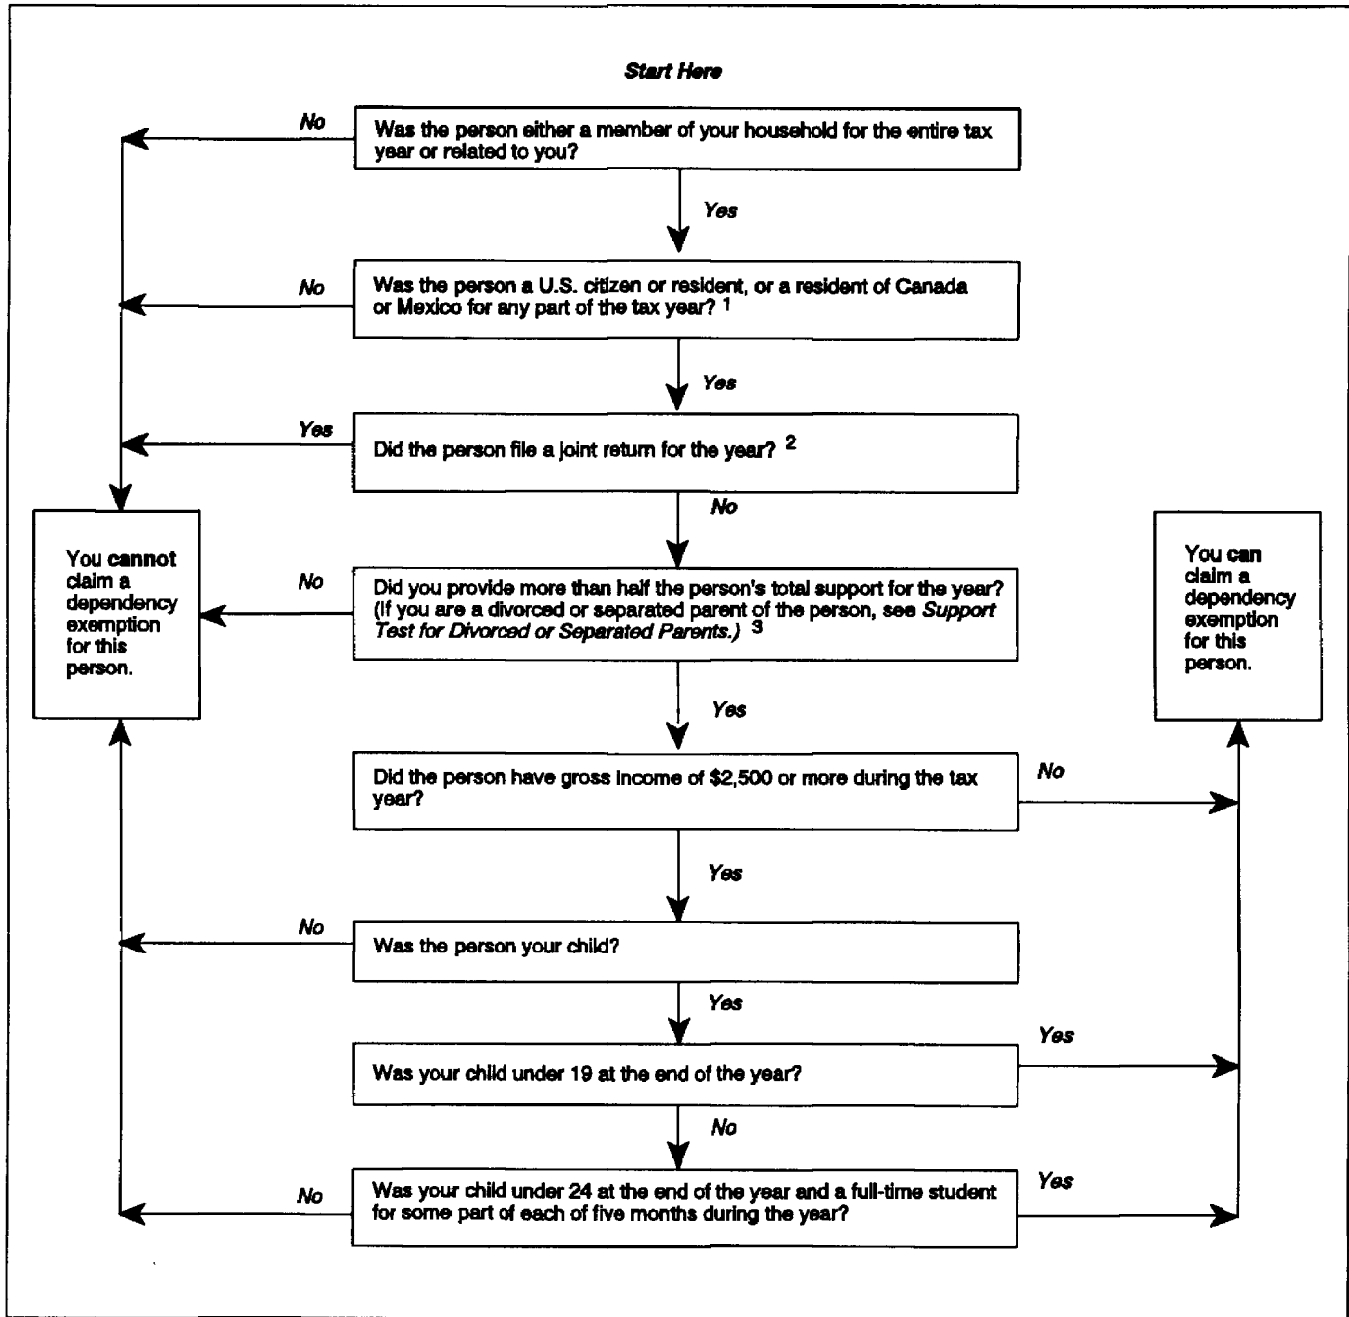 Start Here
No
Was the person either a member of your household for the entire tax
year or related to you?
Yes
No
Was the person a U.S. citizen or resident, or a resident of Canada
or Mexico for any part of the tax year? 1
Yes
Yes
Did the person file a joint return for the year? 2
No
You cannot
claim a
dependency
exemption
for this
person.
No
Did you provide more than half the person's total support for the year?
(If you are a divorced or separated parent of the person, see Support
Test for Divorced or Separated Parents.) 3
You can
claim a
dependency
exemption
for this
person.
Yes
Did the person have gross income of $2,500 or more during the tax
year?
No
Yes
No
Was the person your child?
Yes
Was your child under 19 at the end of the year?
Yes
No
No
Was your child under 24 at the end of the year and a full-time student
for some part of each of five months during the year?
Yes